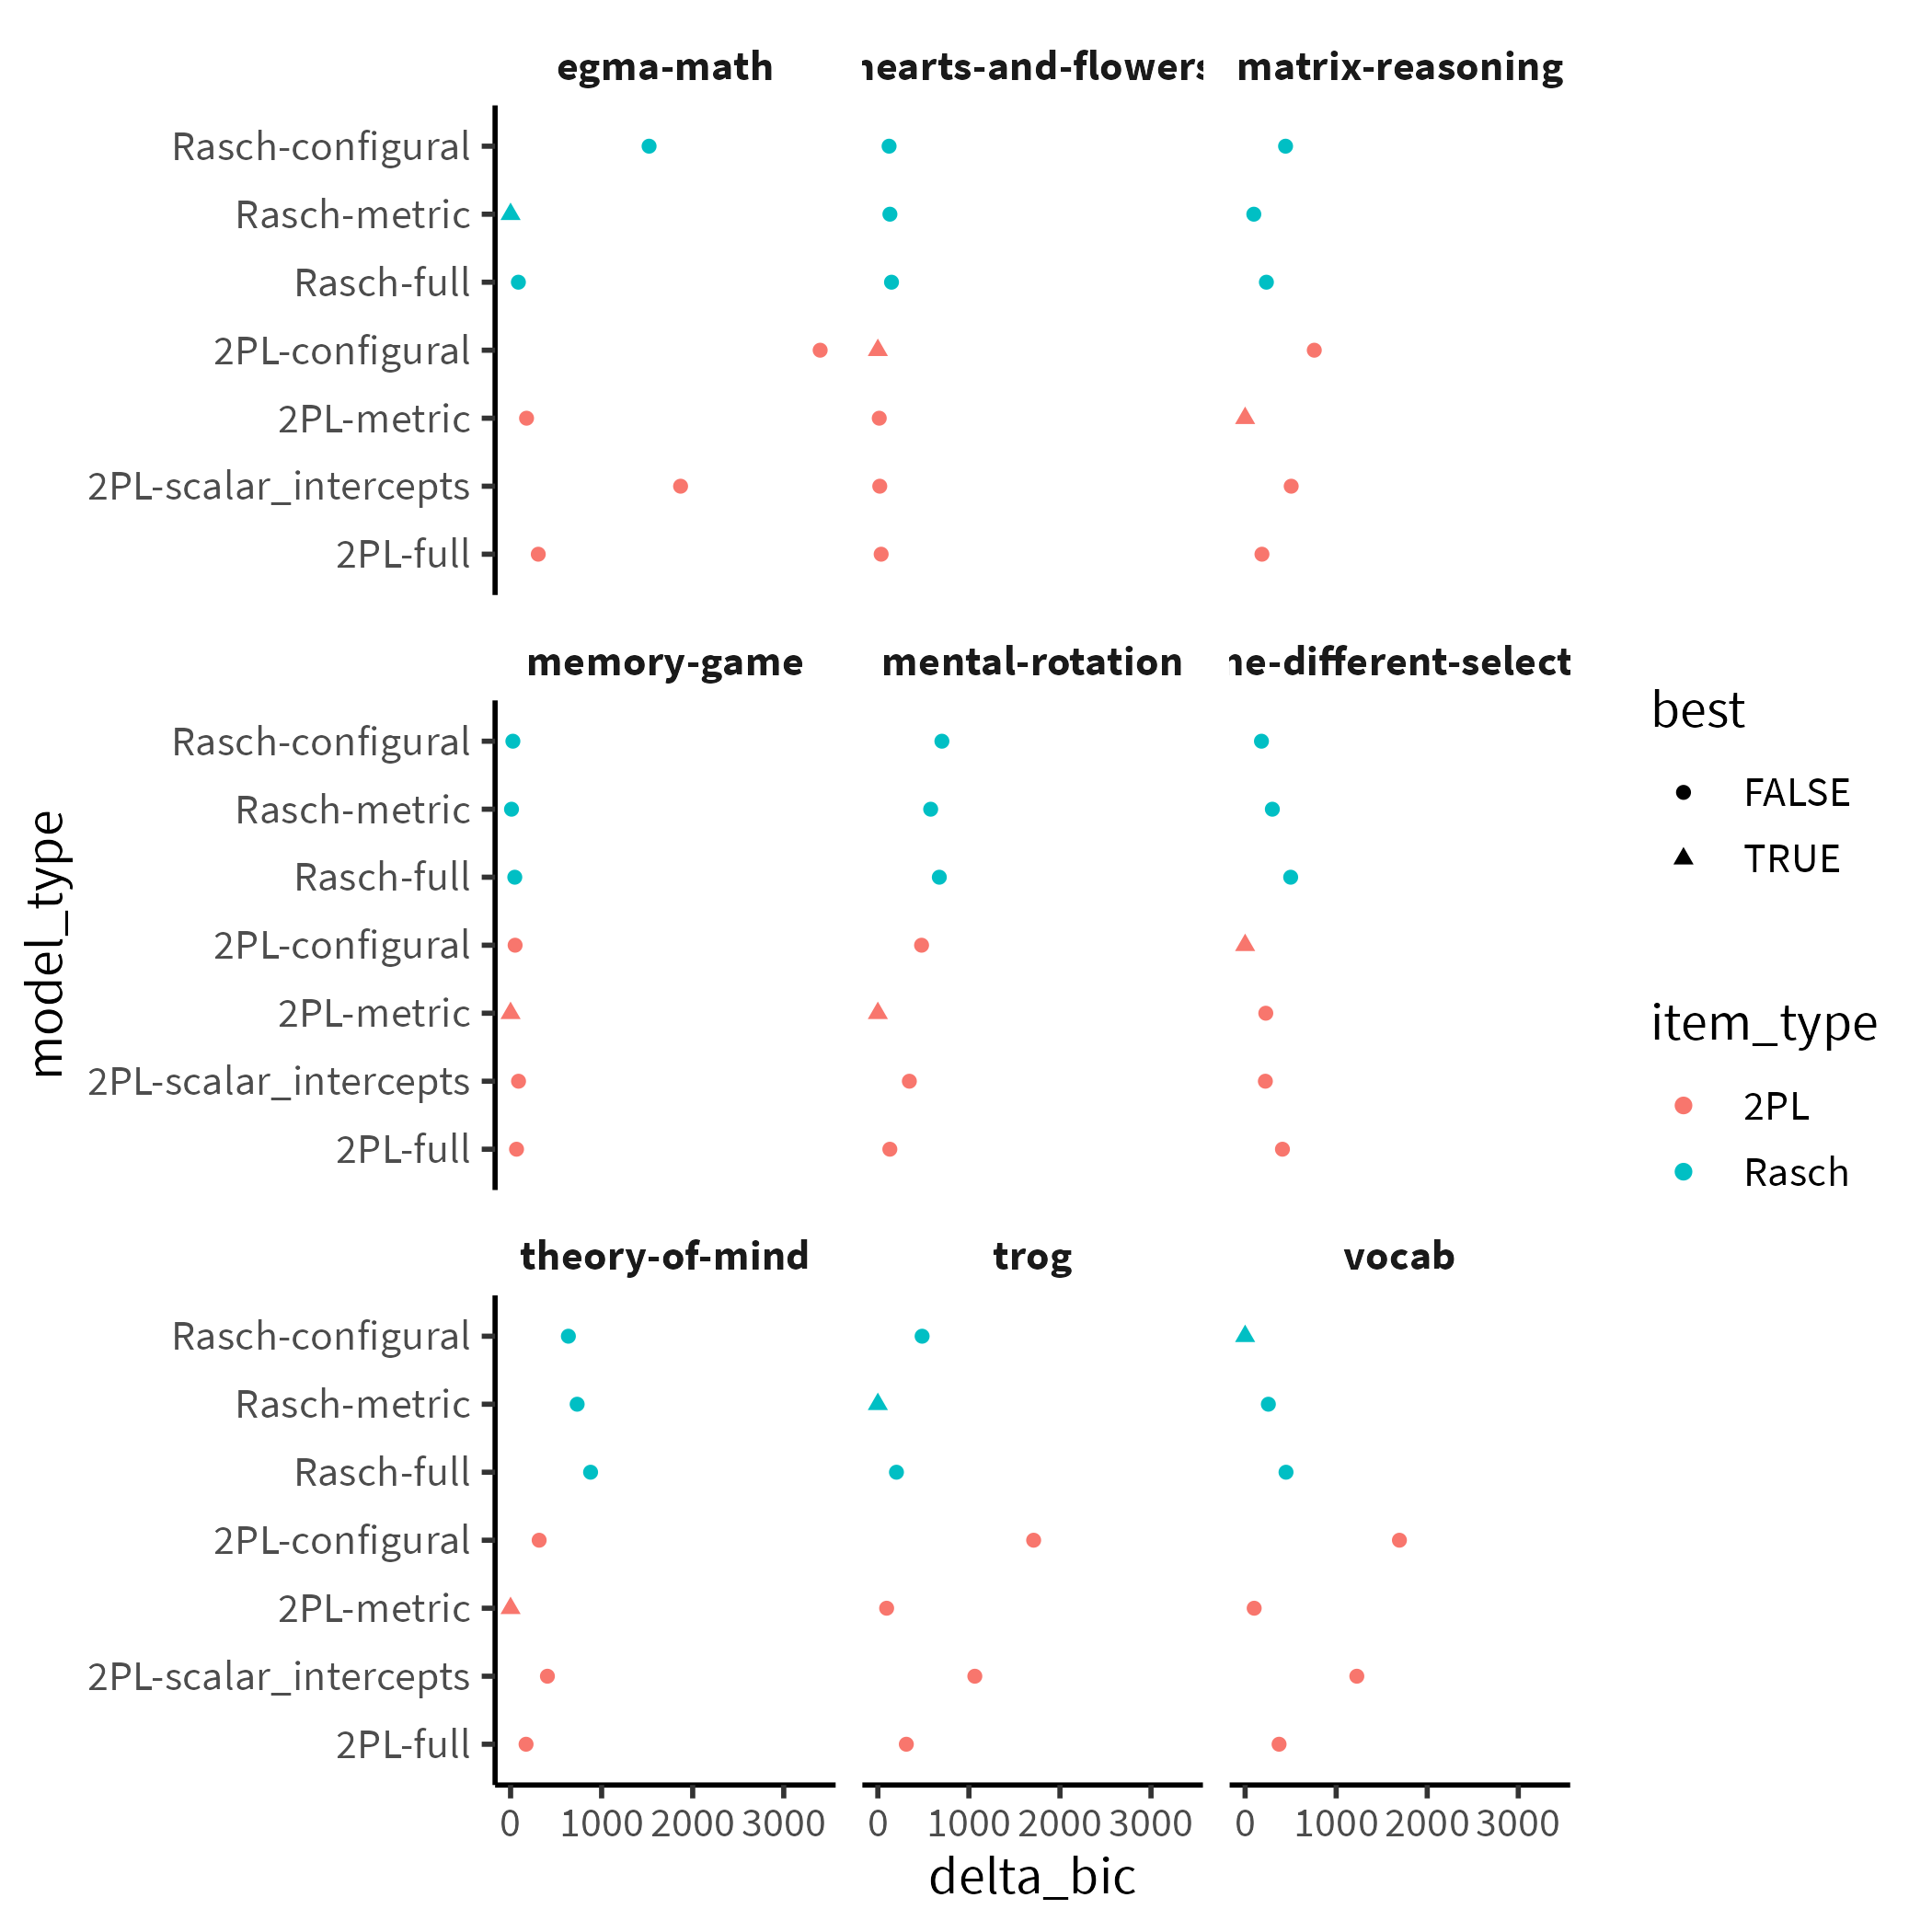 egma-math hearts-and-flowers matrix-reasoning
Rasch-configural
Rasch-metric
Rasch-full
2PL-configural
2PL-metric
2PL-scalar_intercepts
2PL-full
memory-game mental-rotation ne-different-select
Rasch-configural
Rasch-metric
Rasch-full
2PL-configural
2PL-metric
2PL-scalar_intercepts
2PL-full
theory-of-mind trog vocab
Rasch-configural
Rasch-metric
Rasch-full
2PL-configural
2PL-metric
2PL-scalar_intercepts
2PL-full
0 1000 2000 3000 0 1000 2000 3000 0 1000 2000 3000
delta_bic
model_type
best
FALSE
TRUE
item_type
2PL
Rasch